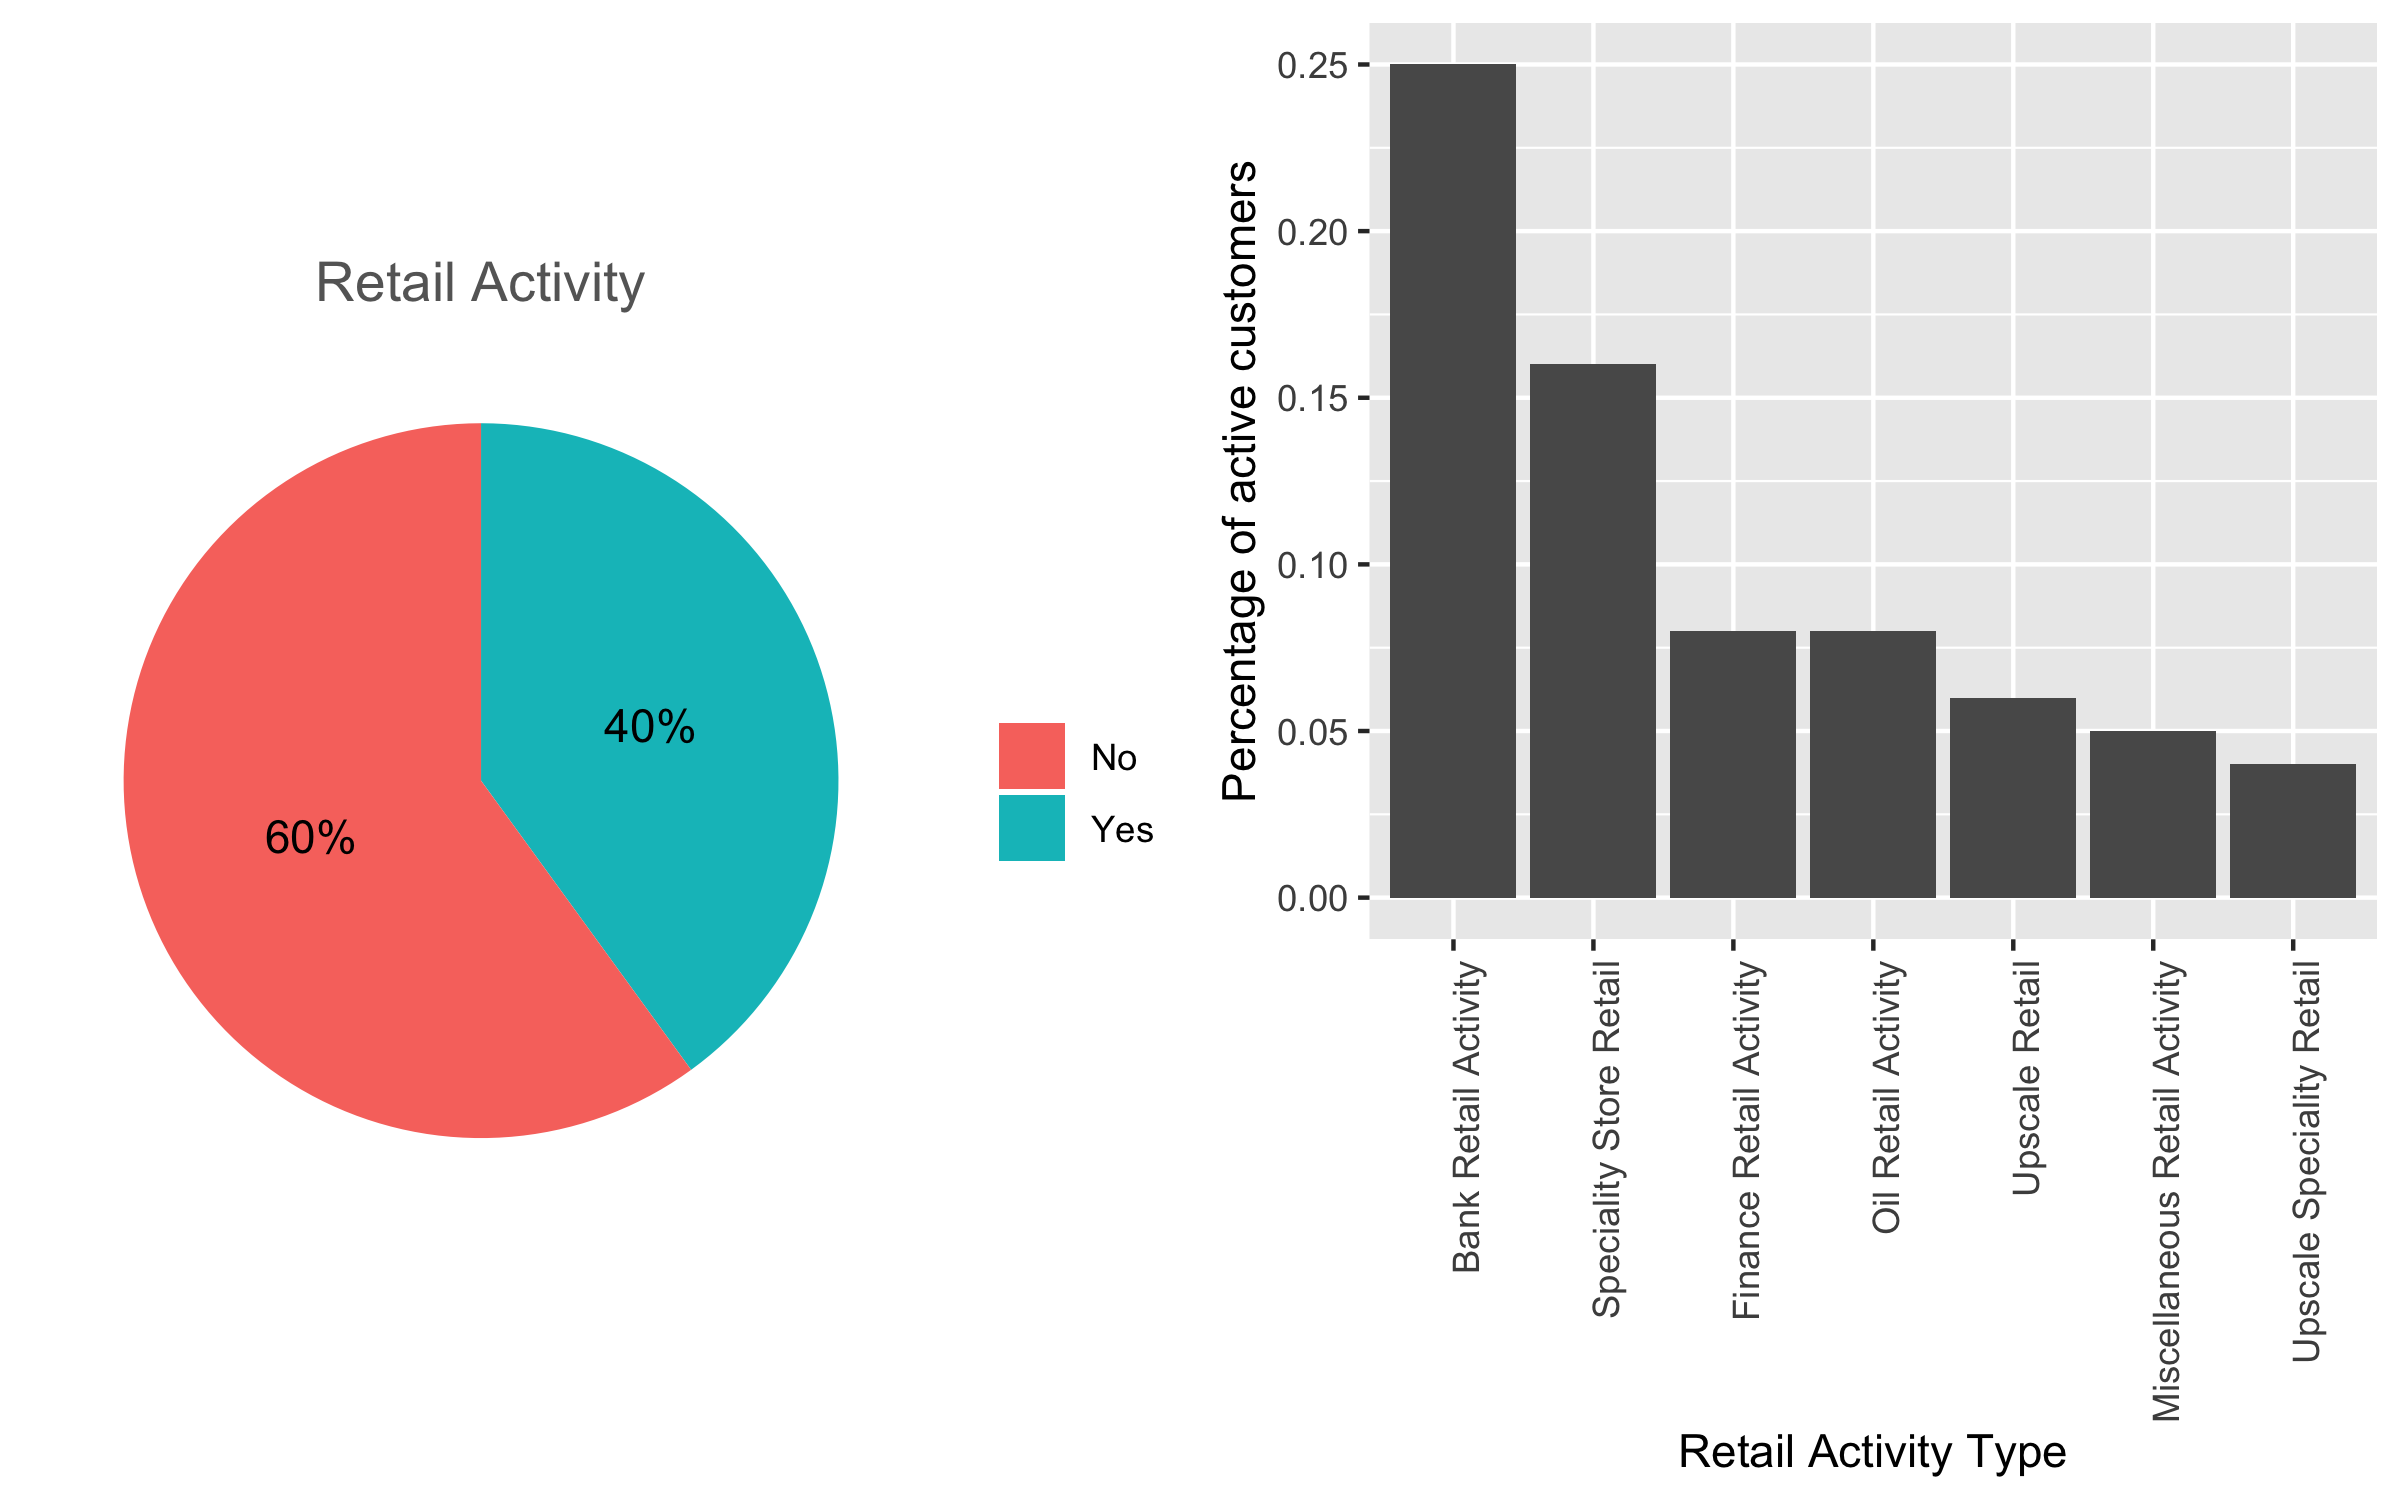 Retail Activity
40%
60%
No
Yes
Percentage of active customers
0.25
0.20
0.15
0.10
0.05
0.00
Bank Retail Activity
Speciality Store Retail
Finance Retail Activity
Oil Retail Activity
Upscale Retail
Miscellaneous Retail Activity
Upscale Speciality Retail
Retail Activity Type